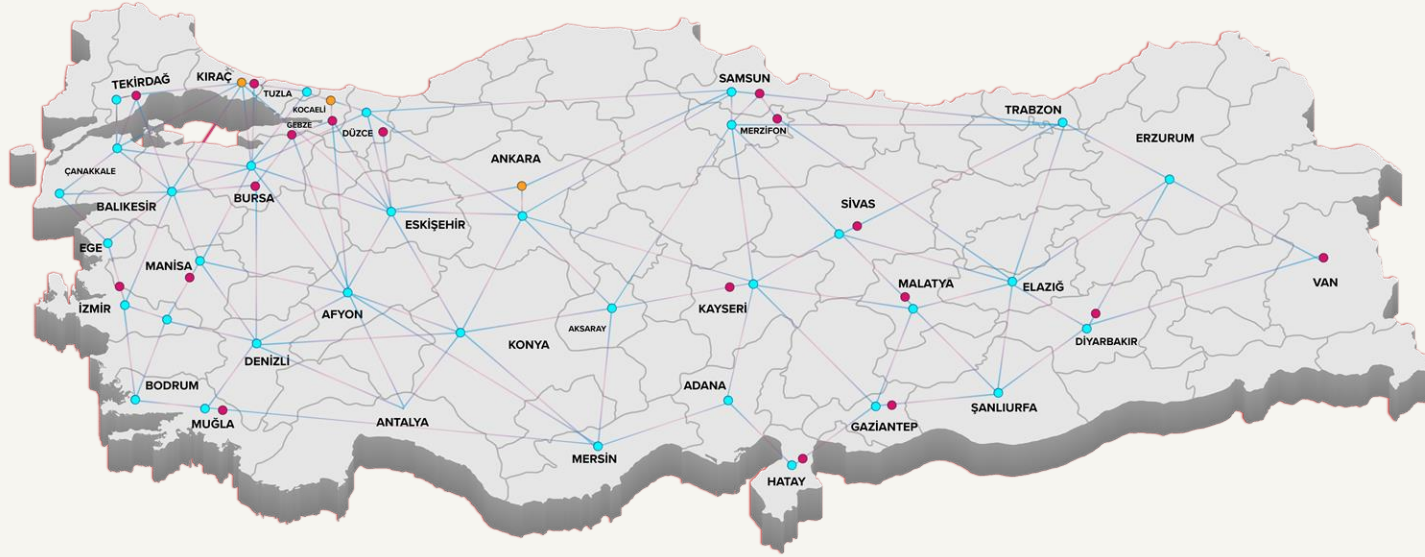 TEKİRDAĞ
KIRAÇ
TUZLA
KOCAELİ
GEBZE
DÜZCE
SAMSUN
MERZİFON
TRABZON
ERZURUM
ANKARA
ÇANAKKALE
BALIKESİR
BURSA
ESKİŞEHİR
SİVAS
EGE
MANİSA
İZMİR
AFYON
KAYSERİ
MALATYA
ELAZIĞ
VAN
AKSARAY
KONYA
DİYARBAKIR
DENİZLİ
BODRUM
MUĞLA
ANTALYA
ADANA
GAZİANTEP
ŞANLIURFA
MERSİN
HATAY